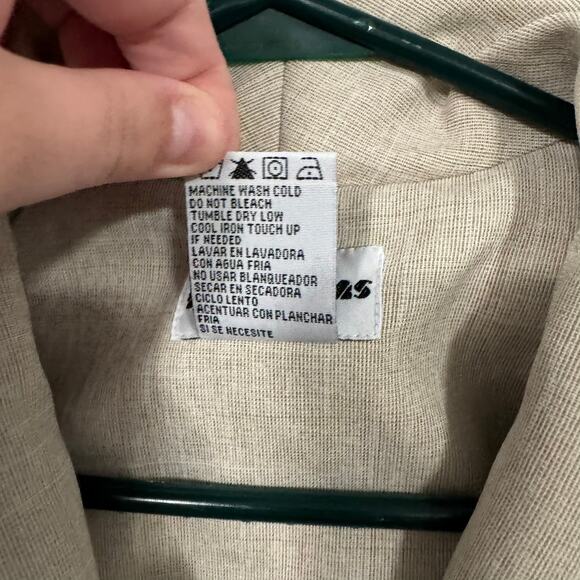 MACHINE WASH COLD
DO NOT BLEACH
TUMBLE DRY LOW
COOL IRON TOUCH UP
IF NEEDED
LAVAR EN LAVADORA
CON AGUA FRIA
NO USAR BLANQUEADOR
SECAR EN SECADORA
CICLO LENTO
ACENTUAR CON PLANCHAR
FRIA
SI SE NECESITE